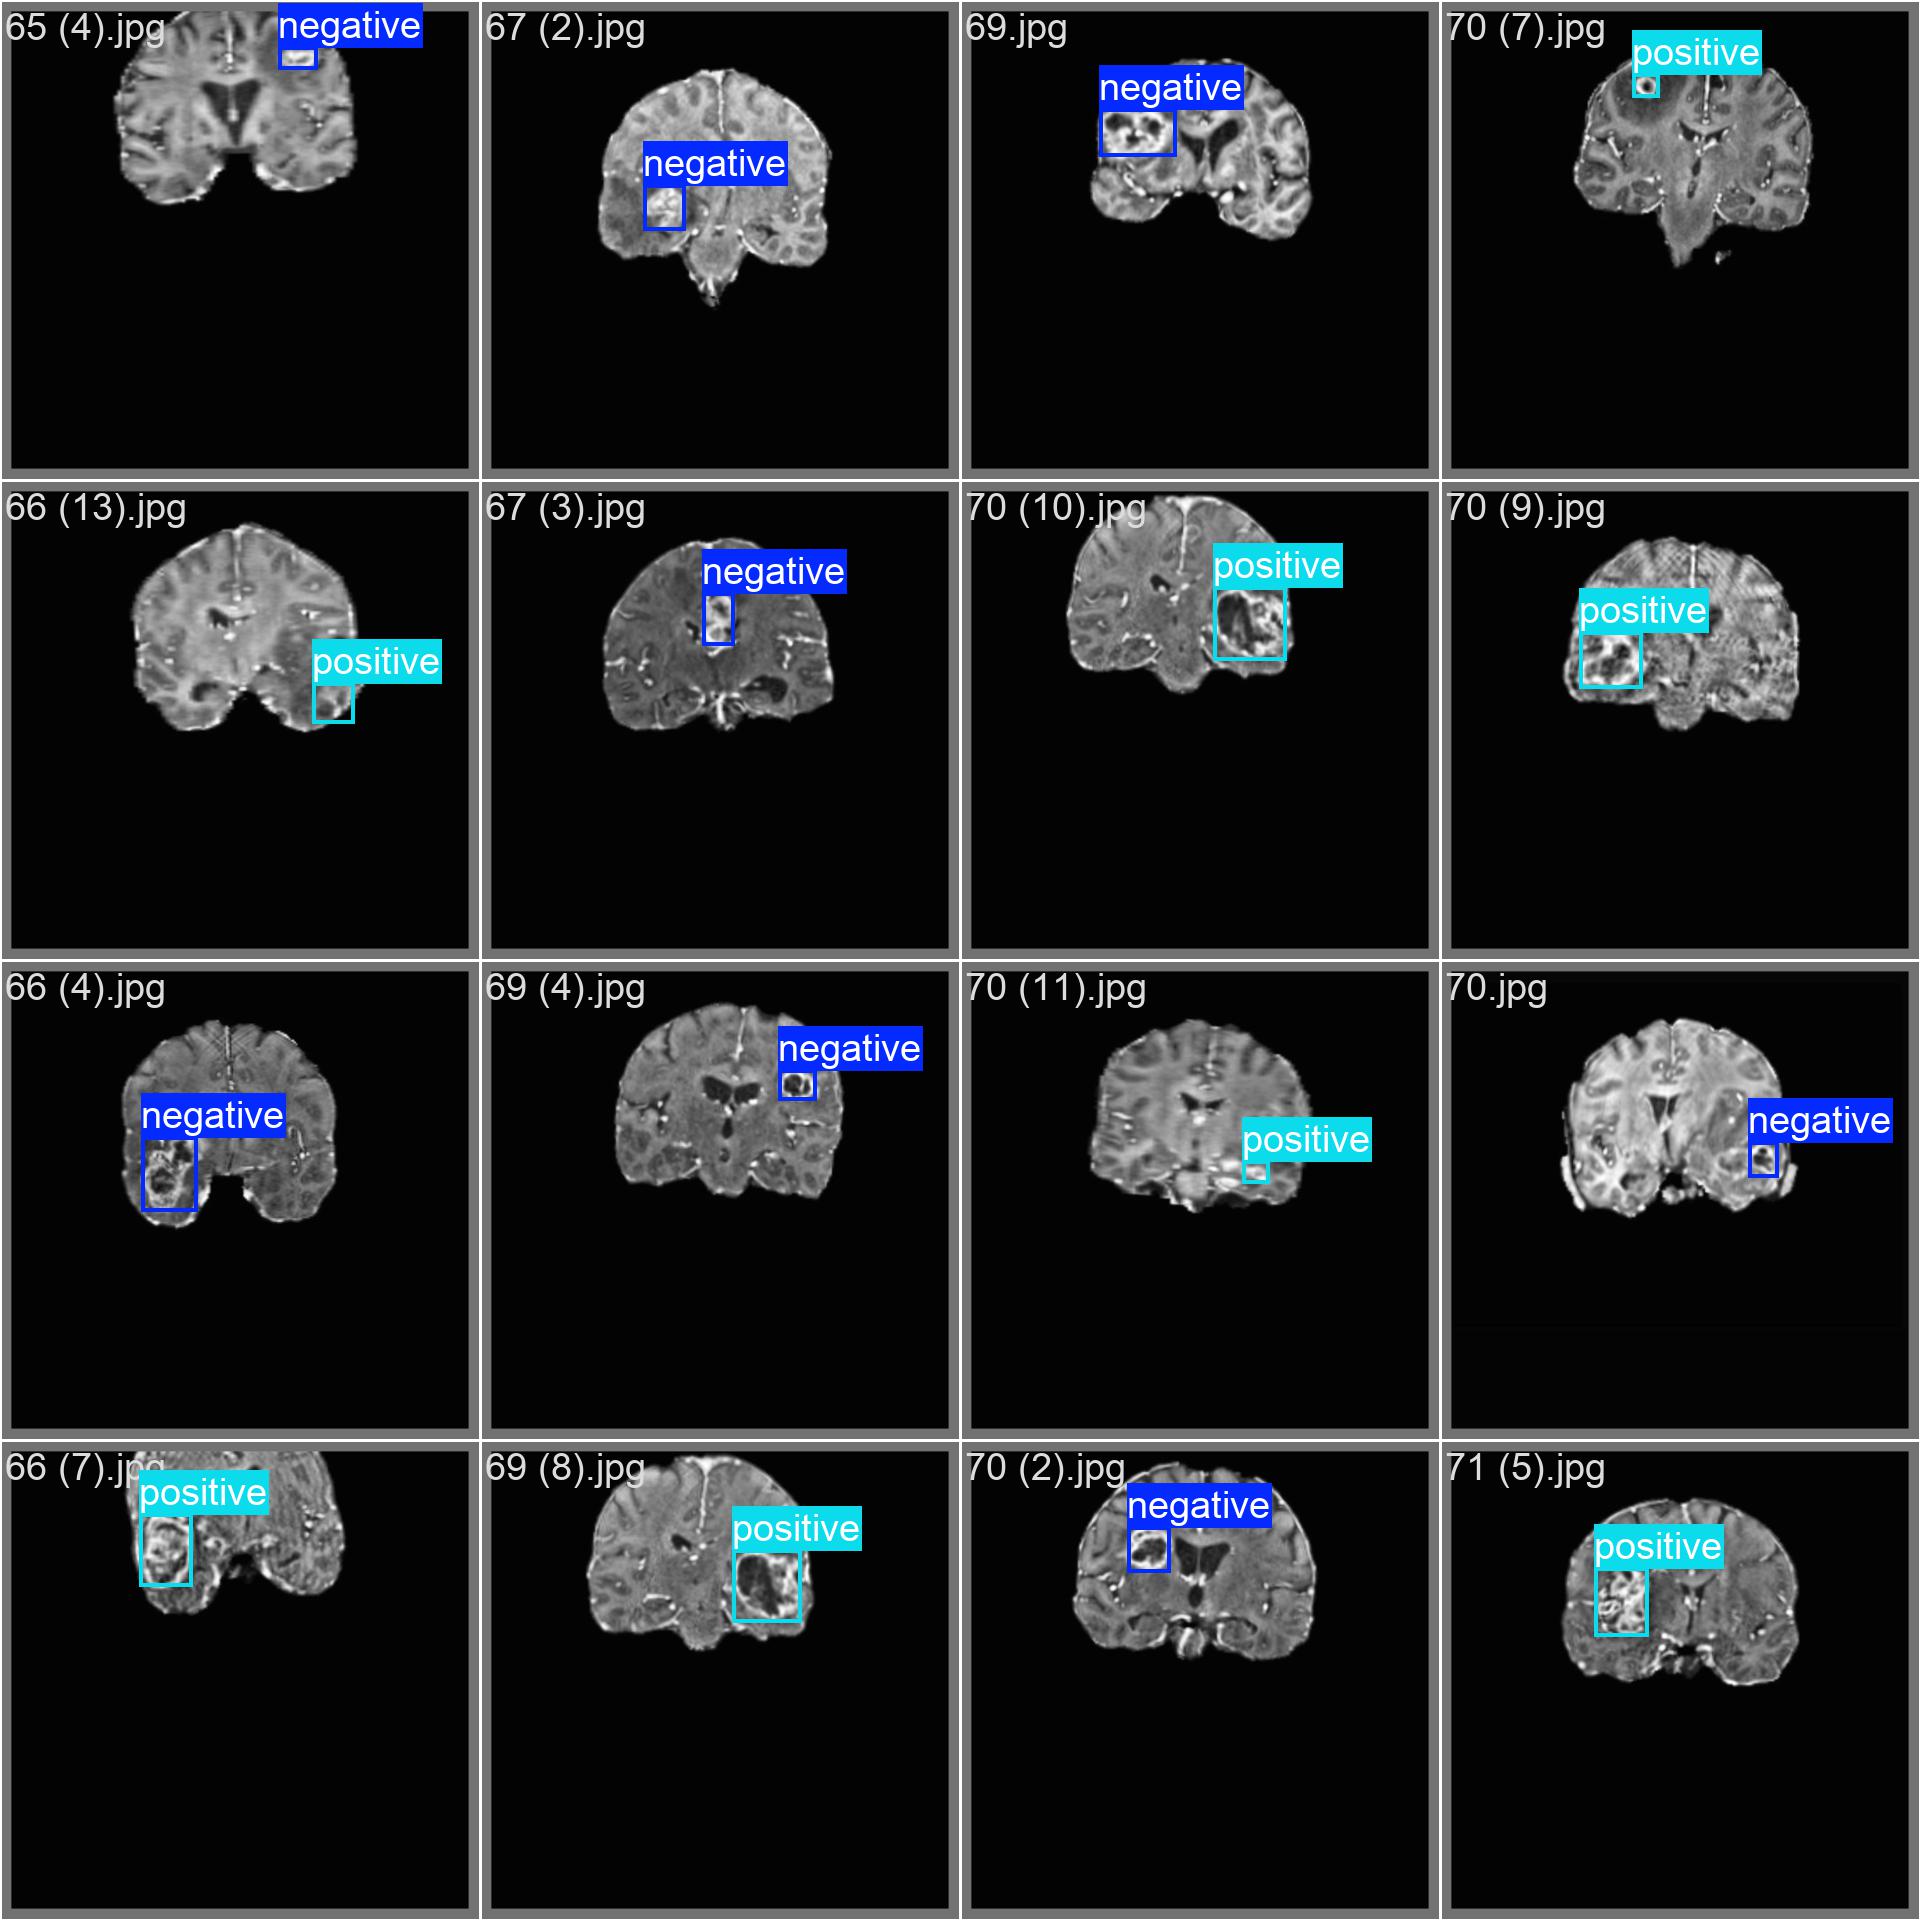 65 (4).jpg
negative
67 (2).jpg
negative
69.jpg
negative
70 (7).jpg
positive
66 (13).jpg
positive
67 (3).jpg
negative
70 (10).jpg
positive
70 (9).jpg
positive
66 (4).jpg
negative
69 (4).jpg
negative
70 (11).jpg
positive
70.jpg
negative
66 (7).jpg
positive
69 (8).jpg
positive
70 (2).jpg
negative
71 (5).jpg
positive